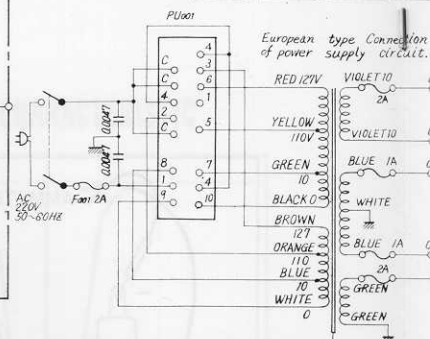 PU001
European type Connection
of power supply circuit.
C
C
4
2
C
8
1
9
4
3
6
1
5
7
4
10
0.0047
0.0047
F001 2A
AC
220V
50~60HZ
RED 127V
YELLOW
110V
GREEN
10
BLACK 0
BROWN
127
ORANGE
110
BLUE
10
WHITE
0
VIOLET 10
2A
VIOLET 10
BLUE 1A
WHITE
BLUE 1A
2A
GREEN
GREEN